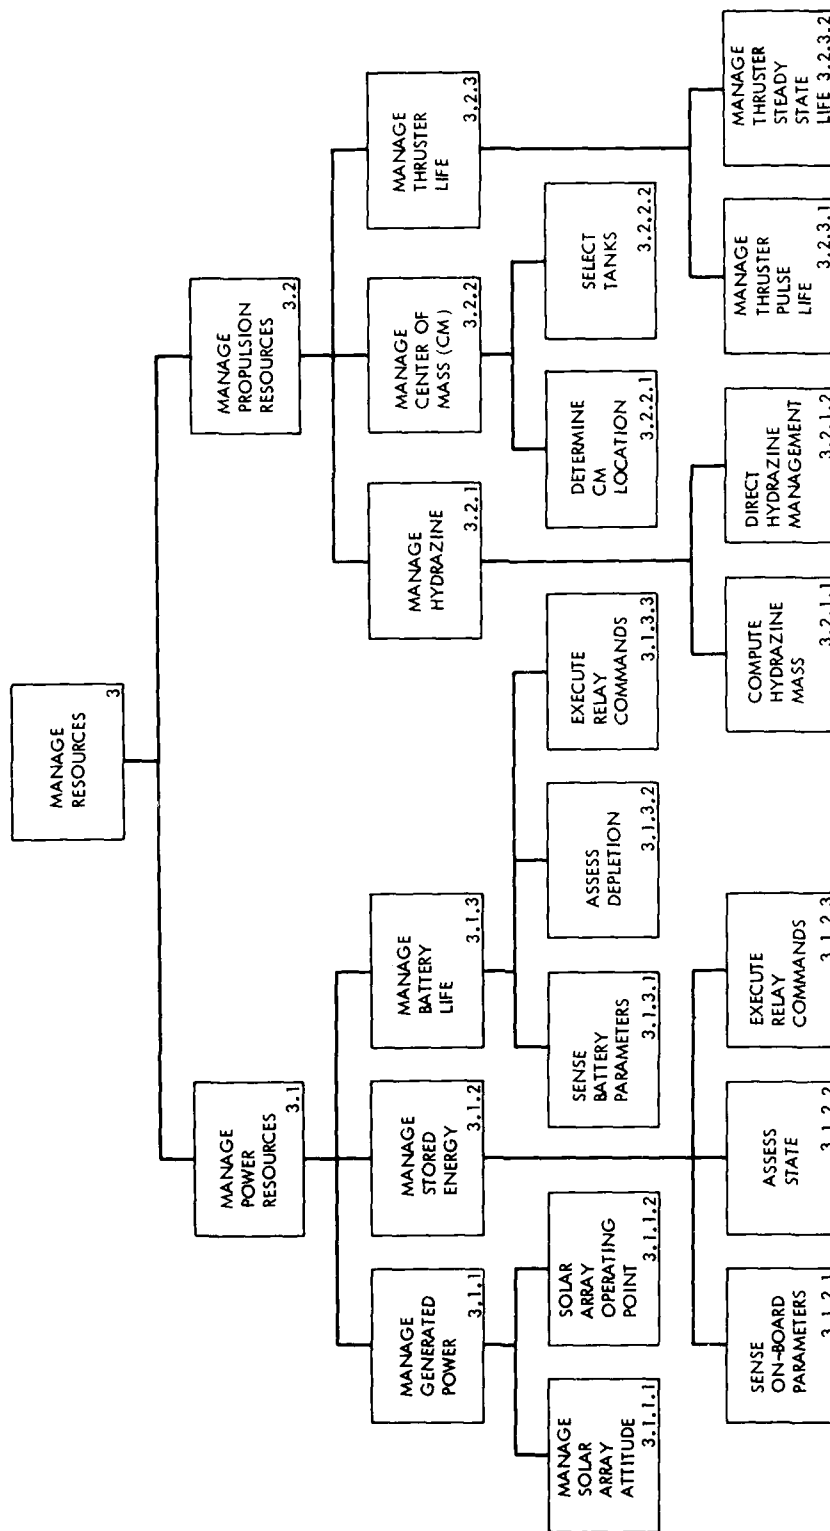 MANAGE
RESOURCES
3
MANAGE
POWER
RESOURCES
3.1
MANAGE
PROPULSION
RESOURCES
3.2
MANAGE
GENERATED
POWER
3.1.1
MANAGE
STORED
ENERGY
3.1.2
MANAGE
BATTERY
LIFE
3.1.3
MANAGE
HYDRAZINE
3.2.1
MANAGE
CENTER OF
MASS (CM)
3.2.2
MANAGE
THRUSTER
LIFE
3.2.3
MANAGE
SOLAR
ARRAY
ATTITUDE
3.1.1.1
SOLAR
ARRAY
OPERATING
POINT
3.1.1.2
SENSE
BATTERY
PARAMETERS
3.1.3.1
ASSESS
DEPLETION
3.1.3.2
EXECUTE
RELAY
COMMANDS
3.1.3.3
DETERMINE
CM
LOCATION
3.2.2.1
SELECT
TANKS
3.2.2.2
SENSE
ON-BOARD
PARAMETERS
3.1.2.1
ASSESS
STATE
3.1.2.2
EXECUTE
RELAY
COMMANDS
3.1.2.3
COMPUTE
HYDRAZINE
MASS
3.2.1.1
DIRECT
HYDRAZINE
MANAGEMENT
3.2.1.2
MANAGE
THRUSTER
PULSE
LIFE
3.2.3.1
MANAGE
THRUSTER
STEADY
STATE
LIFE 3.2.3.2